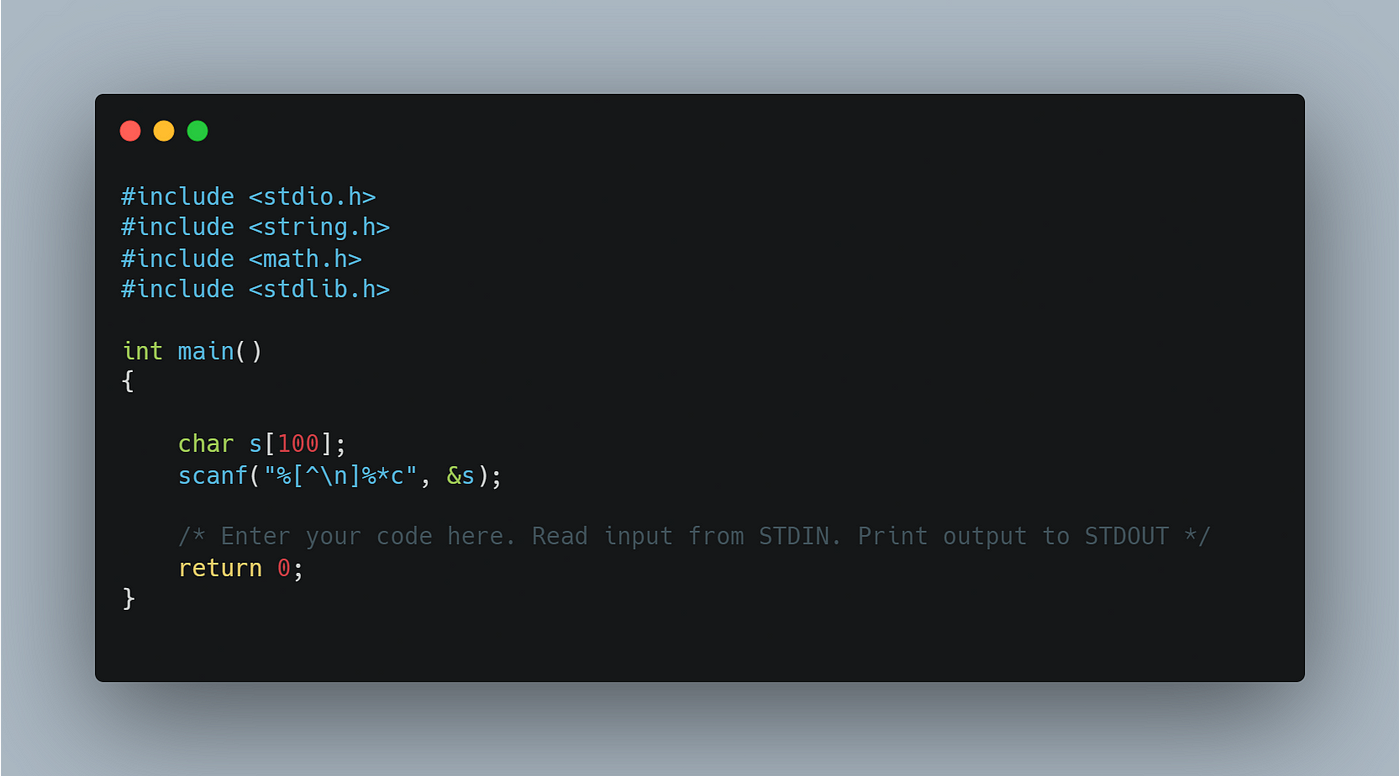 #include <stdio.h>
#include <string.h>
#include <math.h>
#include <stdlib.h>
int main()
{
char s[100];
scanf("%[^\n]%*c", &s);
/* Enter your code here. Read input from STDIN. Print output to STDOUT */
return 0;
}